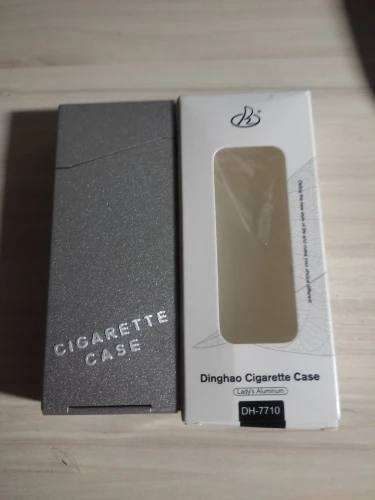 CIGARETTE
CASE
Dinghao Cigarette Case
Lady's Aluminum
DH-7710